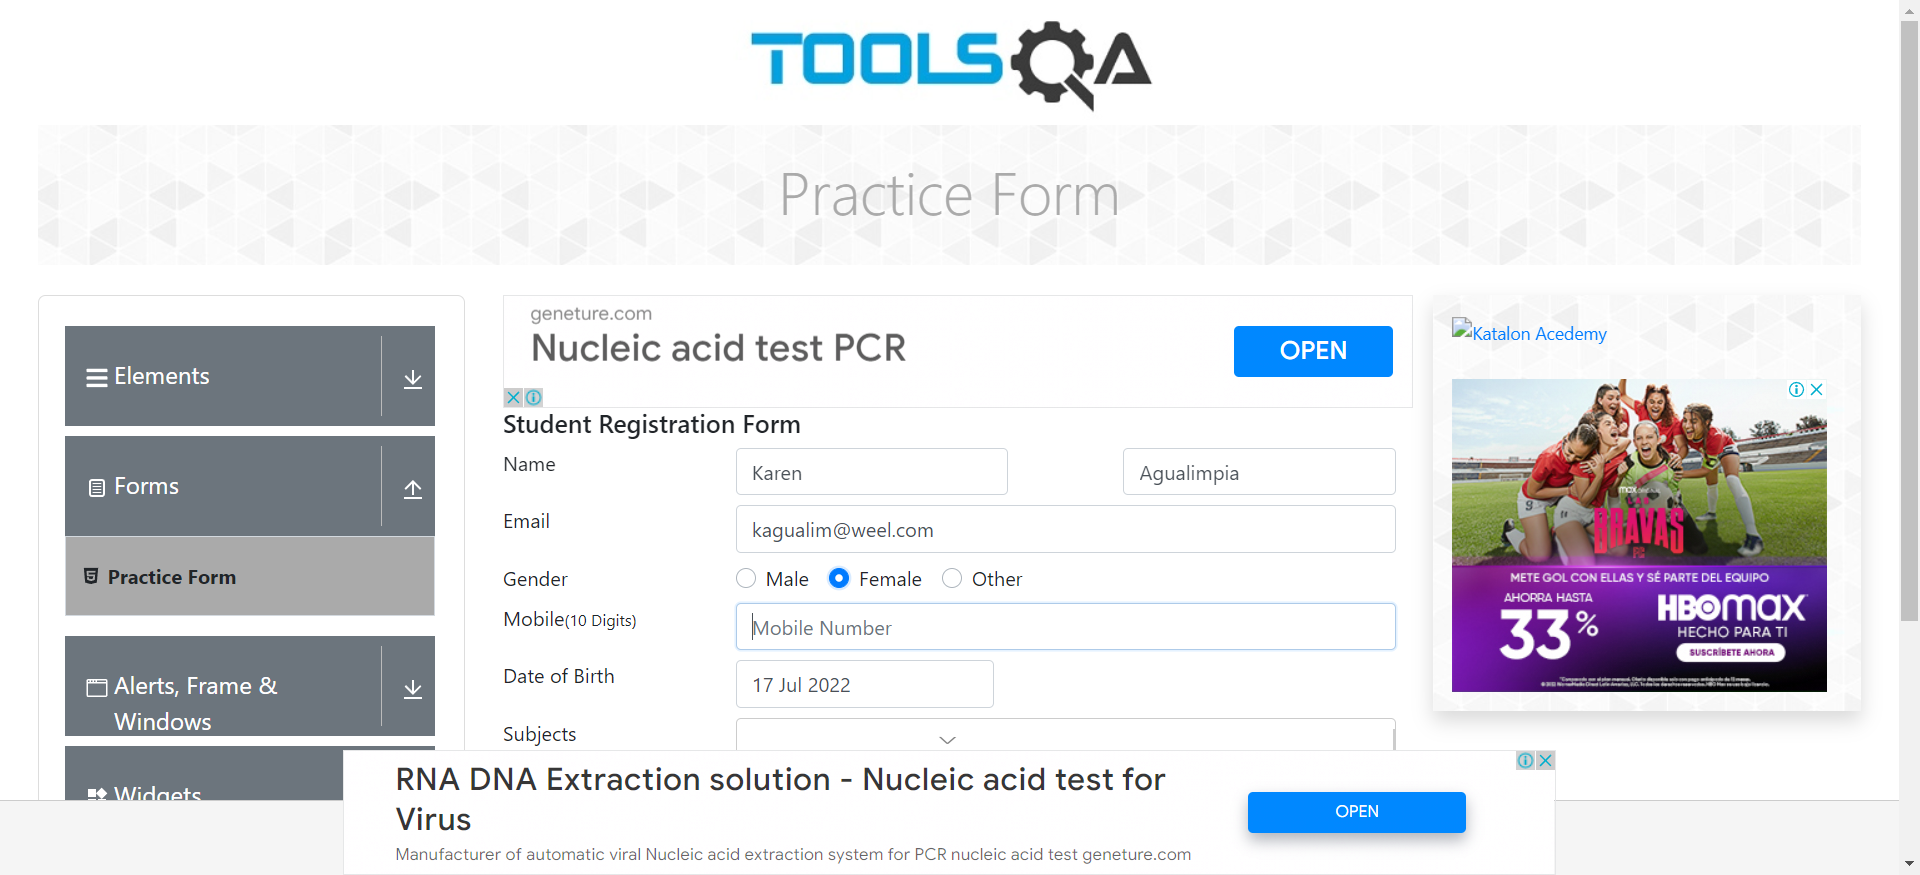 TOOLSQA
Practice Form
Elements
Forms
Practice Form
Alerts, Frame &
Windows
Widgets
geneture.com
Nucleic acid test PCR
OPEN
Student Registration Form
Name
Karen
Agualimpia
Email
kagualim@weel.com
Gender
Male
Female
Other
Mobile(10 Digits)
Mobile Number
Date of Birth
17 Jul 2022
Subjects
Katalon Acedemy
BRAVAS
FC
METE GOL CON ELLAS Y SÉ PARTE DEL EQUIPO
AHORRA HASTA
33%
HBOMAX
HECHO PARA TI
SUSCRÍBETE AHORA
RNA DNA Extraction solution - Nucleic acid test for
Virus
Manufacturer of automatic viral Nucleic acid extraction system for PCR nucleic acid test geneture.com
OPEN